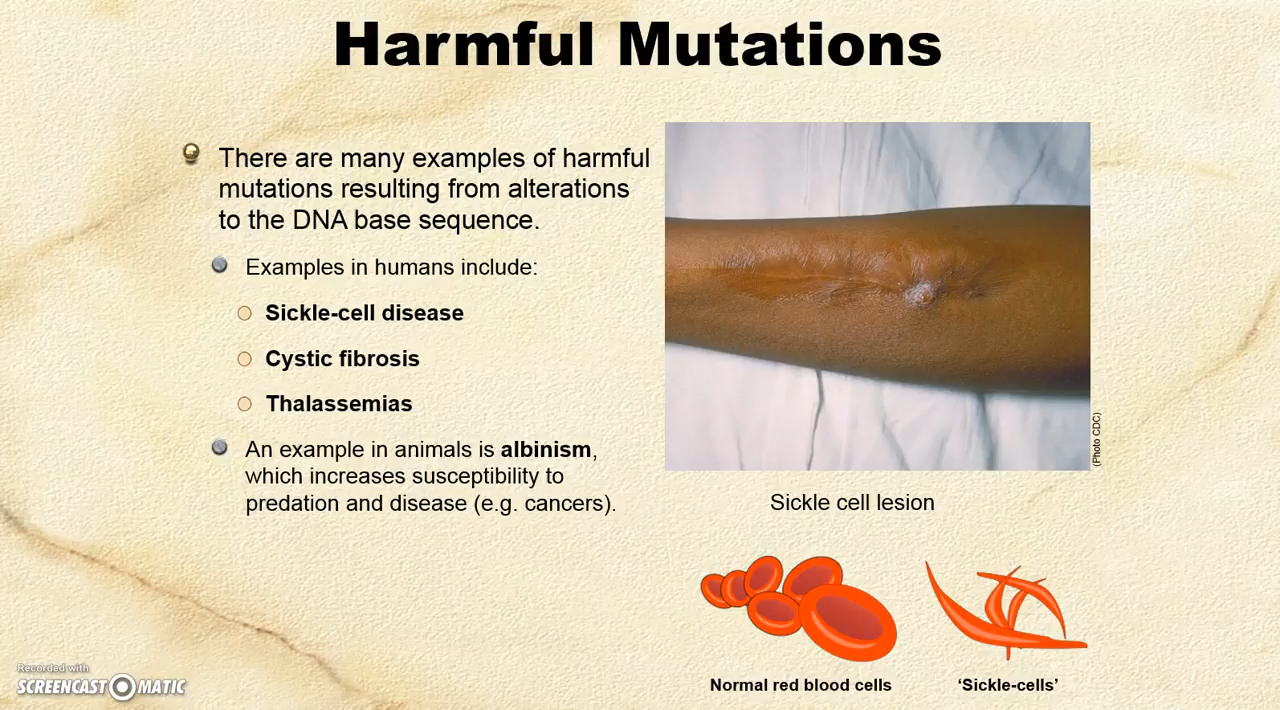 Harmful Mutations
There are many examples of harmful
mutations resulting from alterations
to the DNA base sequence.
Examples in humans include:
Sickle-cell disease
Cystic fibrosis
Thalassemias
An example in animals is albinism,
which increases susceptibility to
predation and disease (e.g. cancers).
(Photo CDC)
Sickle cell lesion
Normal red blood cells
‘Sickle-cells’
Recorded with
SCREENCAST MATIC